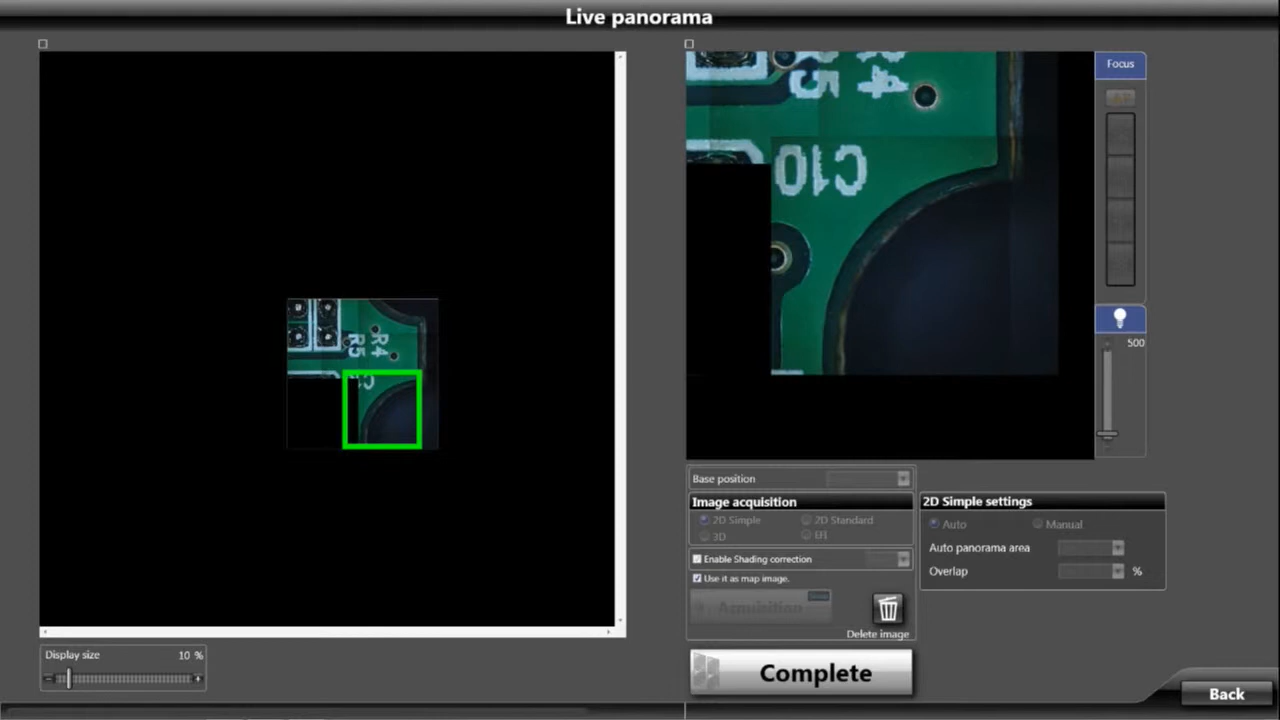 Live panorama
Focus
R5
R4
C10
500
R5
R4
Base position
Image acquisition
2D Simple
2D Standard
3D
EFI
Enable Shading correction
Use it as map image.
Acquisition
Delete image
Complete
2D Simple settings
Auto
Manual
Auto panorama area
Overlap
%
Display size
10 %
Back